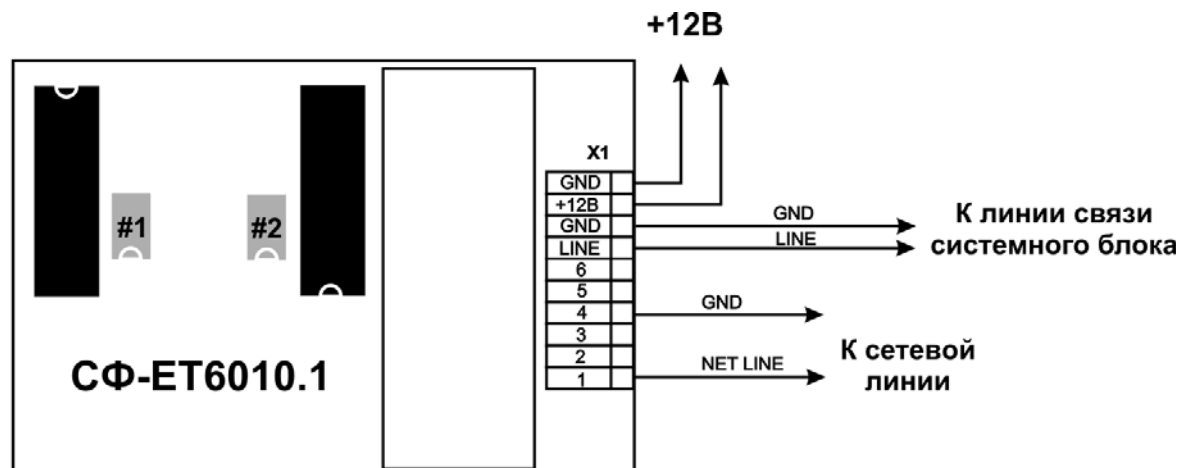 +12В
X1
GND
+12В
GND
LINE
6
5
4
3
2
1
#1
#2
СФ-ЕТ6010.1
GND
LINE
К линии связи
системного блока
GND
NET LINE
К сетевой
линии